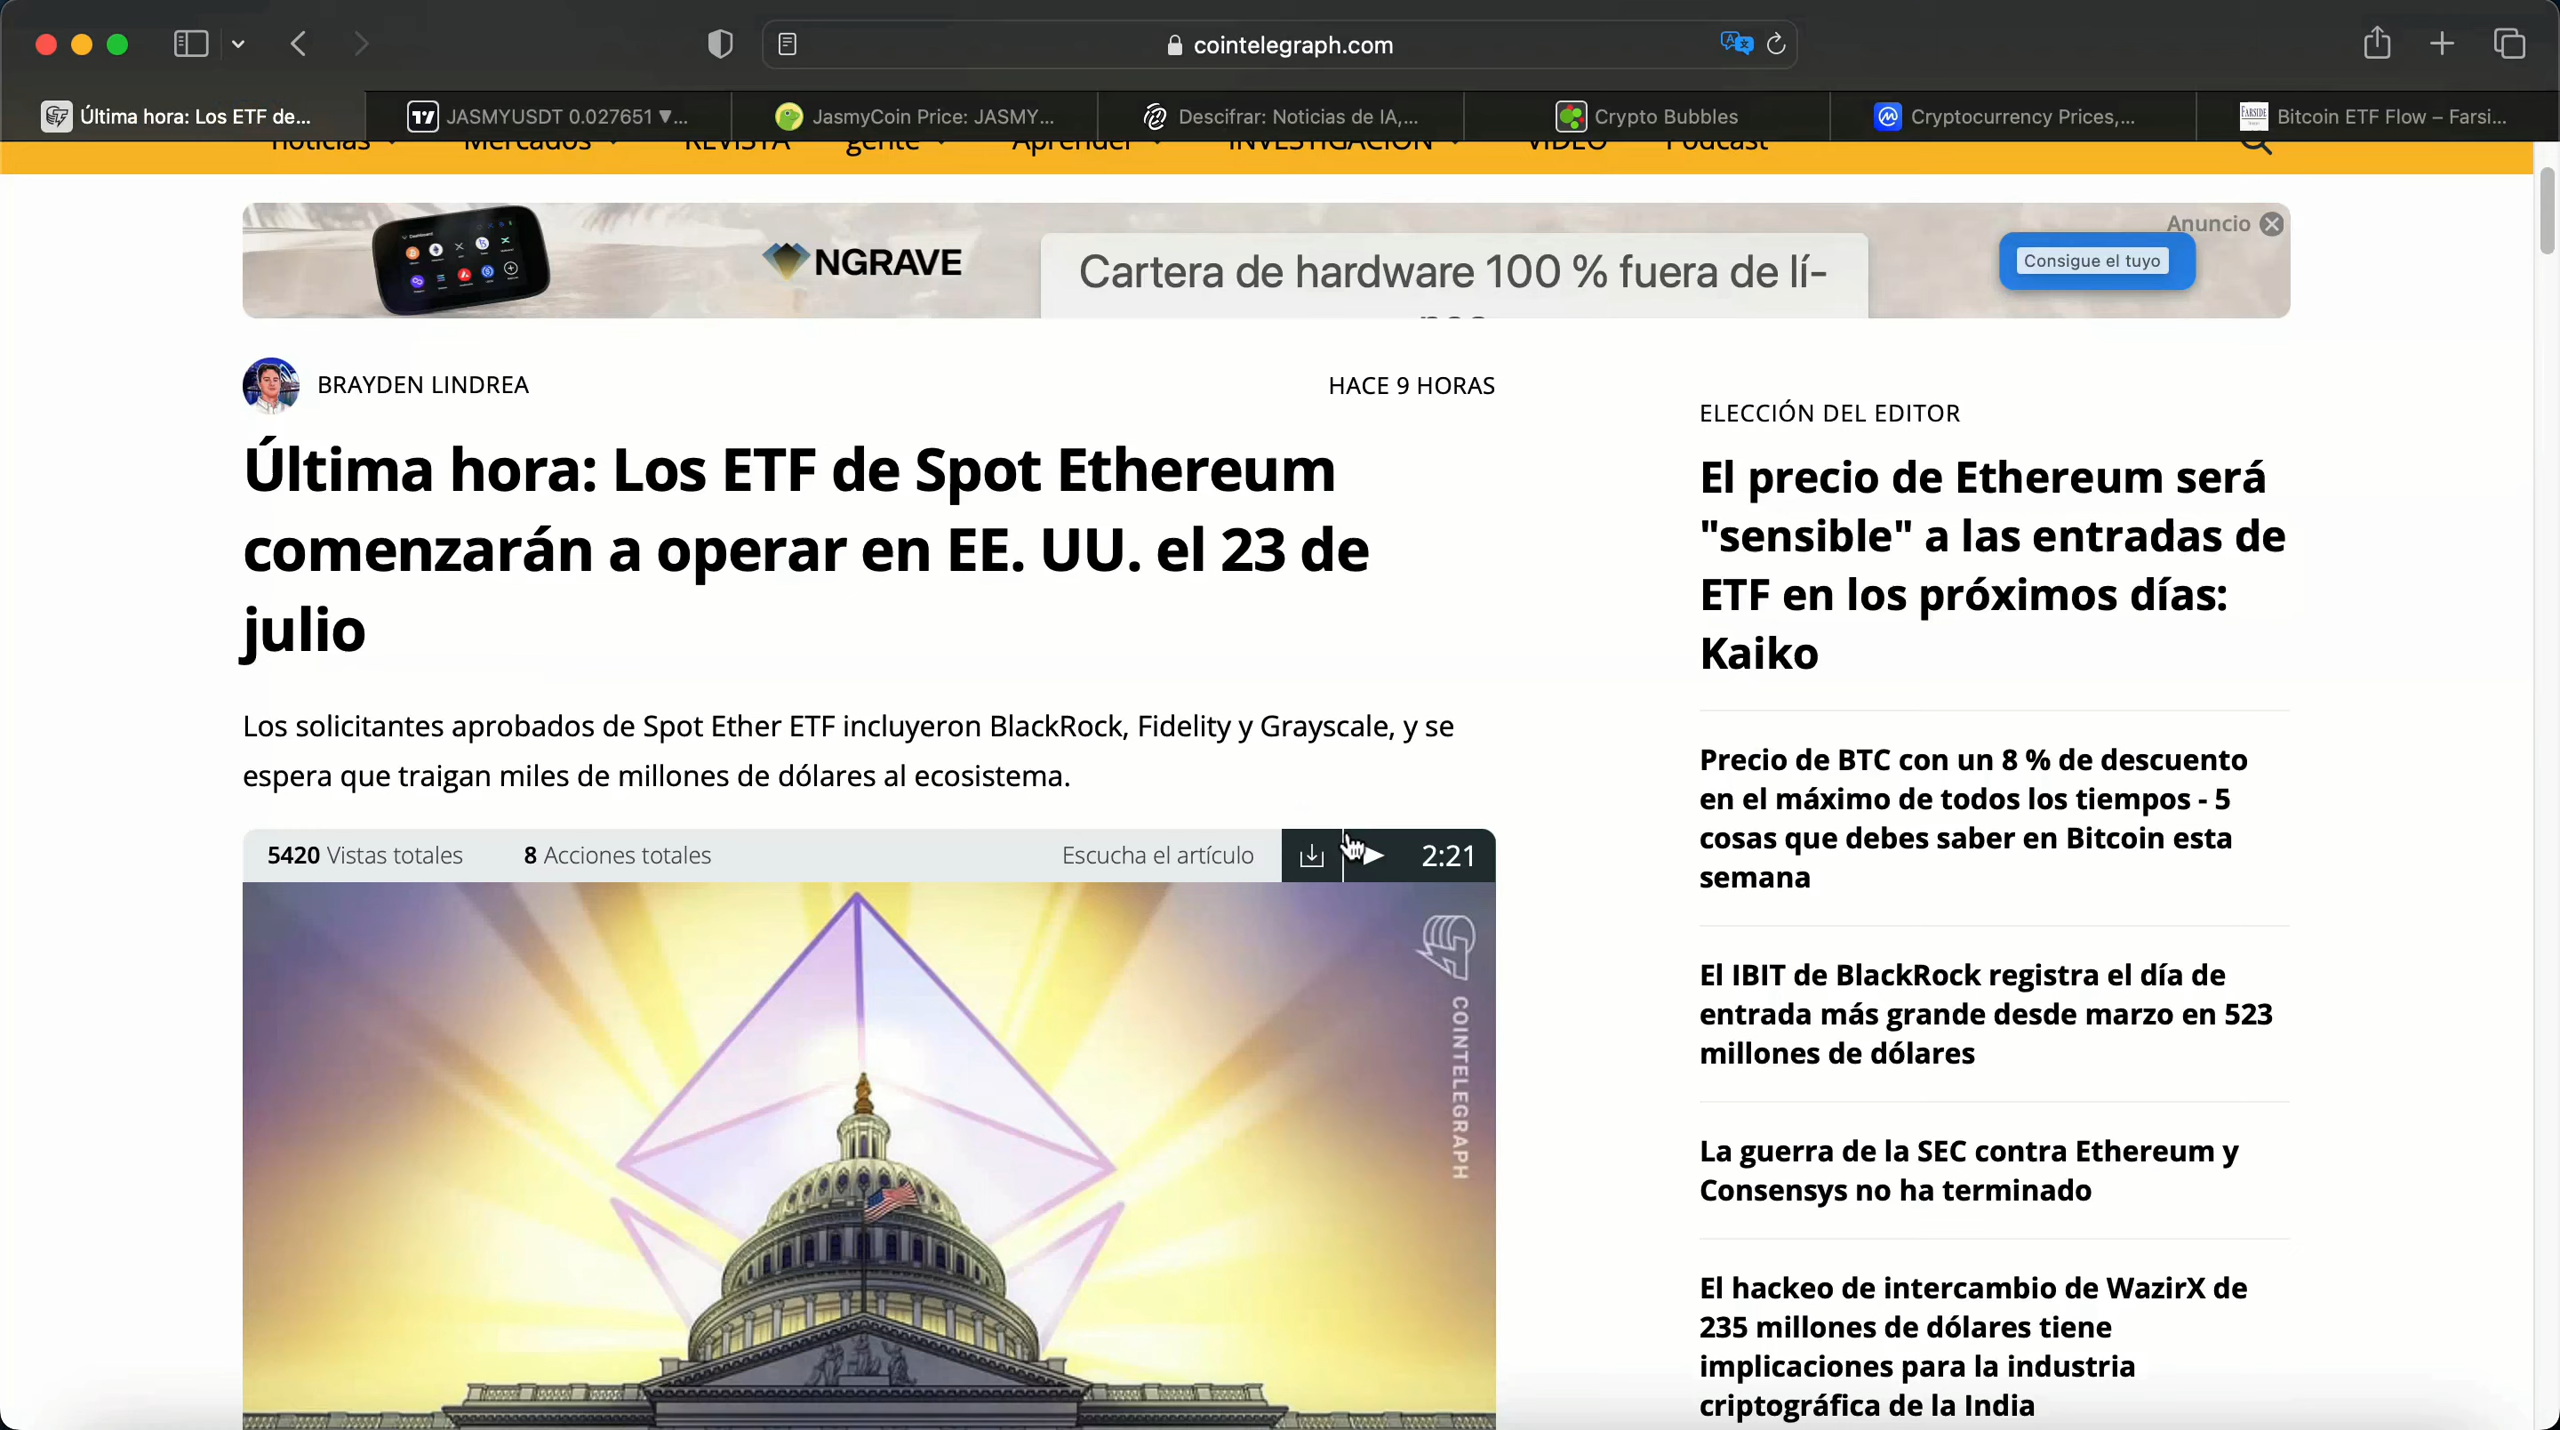 cointelegraph.com
Última hora: Los ETF de...
JASMYUSDT 0.027651 ▼...
JasmyCoin Price: JASMY...
Descifrar: Noticias de IA,...
Crypto Bubbles
Cryptocurrency Prices,...
FARSIDE
Bitcoin ETF Flow – Farsi...
noticias
Mercados
REVISTA
gente
Aprender
INVESTIGACIÓN
VIDEO
Podcast
NGRAVE
Cartera de hardware 100 % fuera de lí-
Anuncio
Consigue el tuyo
BRAYDEN LINDREA
HACE 9 HORAS
Última hora: Los ETF de Spot Ethereum
comenzarán a operar en EE. UU. el 23 de
julio
Los solicitantes aprobados de Spot Ether ETF incluyeron BlackRock, Fidelity y Grayscale, y se
espera que traigan miles de millones de dólares al ecosistema.
5420 Vistas totales
8 Acciones totales
Escucha el artículo
2:21
COINTELEGRAPH
ELECCIÓN DEL EDITOR
El precio de Ethereum será
"sensible" a las entradas de
ETF en los próximos días:
Kaiko
Precio de BTC con un 8 % de descuento
en el máximo de todos los tiempos - 5
cosas que debes saber en Bitcoin esta
semana
El IBIT de BlackRock registra el día de
entrada más grande desde marzo en 523
millones de dólares
La guerra de la SEC contra Ethereum y
Consensys no ha terminado
El hackeo de intercambio de WazirX de
235 millones de dólares tiene
implicaciones para la industria
criptográfica de la India